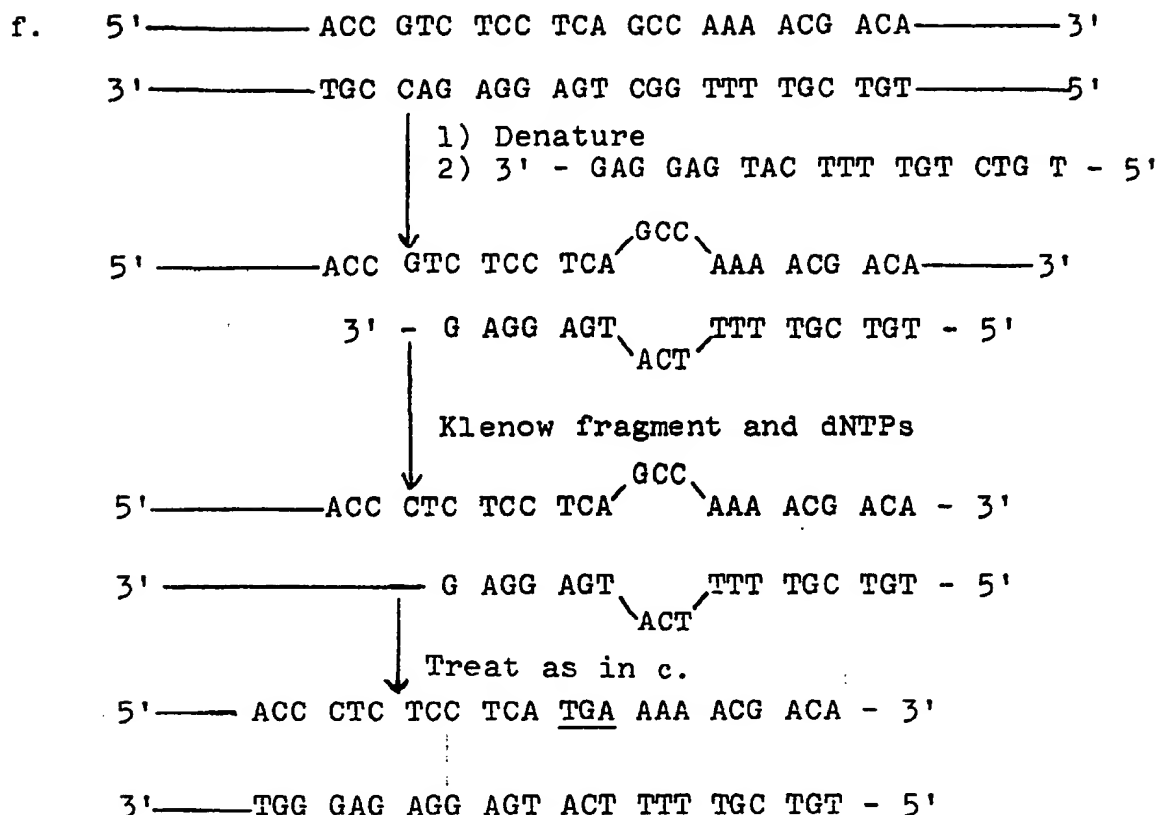 f. 5' ACC GTC TCC TCA GCC AAA ACG ACA 3'
3' TGC CAG AGG AGT CGG TTT TGC TGT 5'
1) Denature
2) 3' - GAG GAG TAC TTT TGT CTG T - 5'
GCC
5' ACC GTC TCC TCA AAA ACG ACA 3'
3' - G AGG AGT TTT TGC TGT - 5'
ACT
Klenow fragment and dNTPs
GCC
5' ACC CTC TCC TCA AAA ACG ACA - 3'
3' G AGG AGT TTT TGC TGT - 5'
ACT
Treat as in c.
5' ACC CTC TCC TCA TGA AAA ACG ACA - 3'
3' TGG GAG AGG AGT ACT TTT TGC TGT - 5'